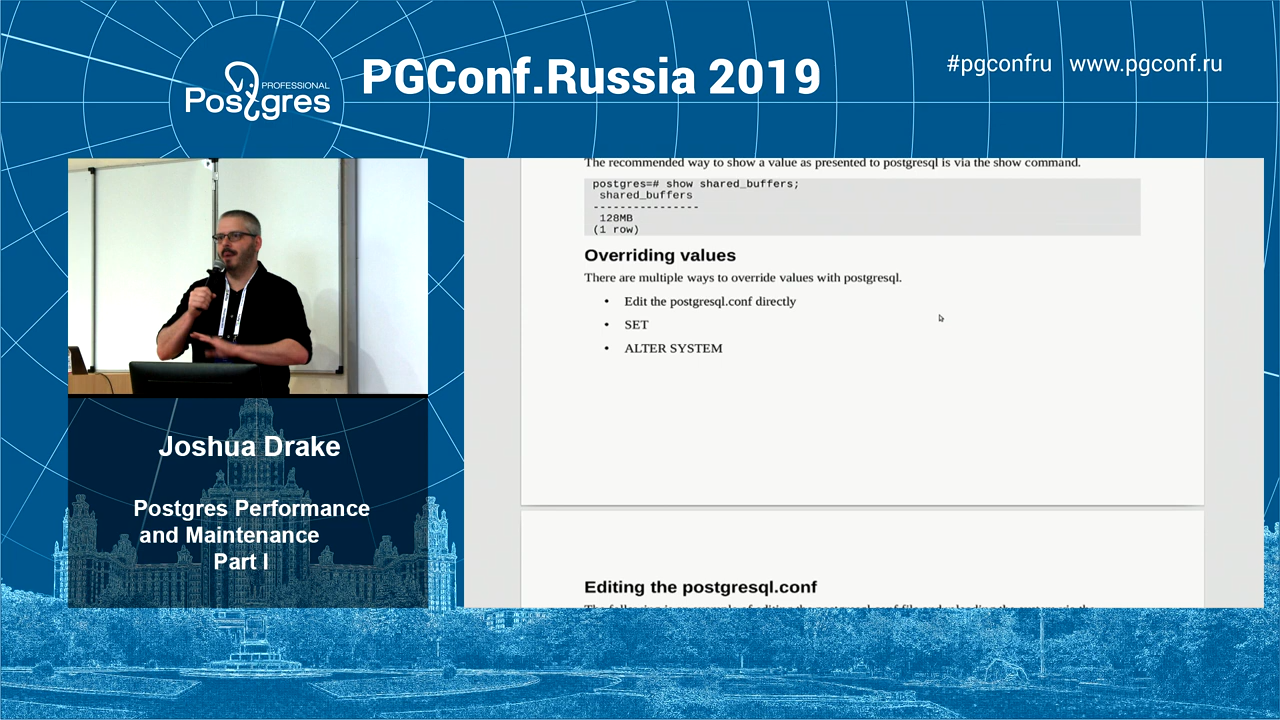 PROFESSIONAL
Postgres
PGConf.Russia 2019
#pgconfru www.pgconf.ru
The recommended way to show a value as presented to postgresql is via the show command.
postgres=# show shared_buffers;
shared_buffers
----------------
128MB
(1 row)
Overriding values
There are multiple ways to override values with postgresql.
• Edit the postgresql.conf directly
• SET
• ALTER SYSTEM
Editing the postgresql.conf
Joshua Drake
Postgres Performance
and Maintenance
Part I